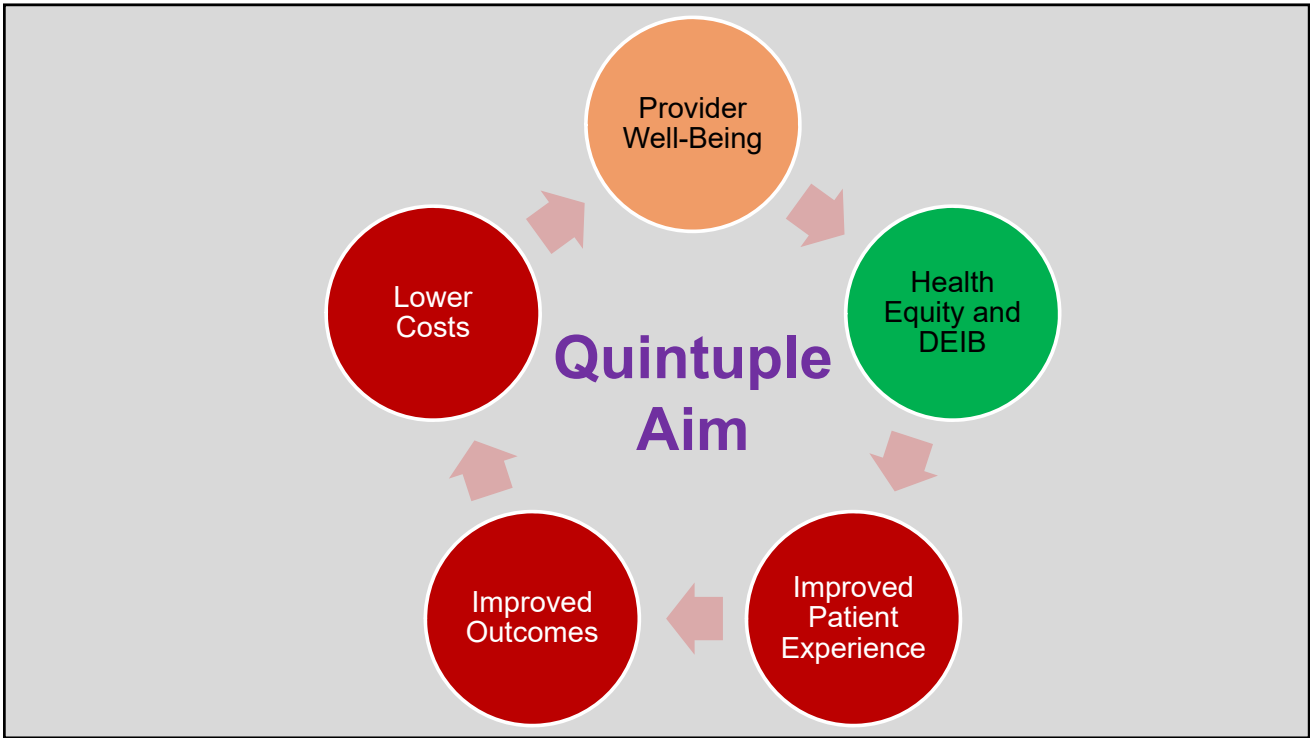 Provider
Well-Being
Health
Equity and
DEIB
Improved
Patient
Experience
Improved
Outcomes
Lower
Costs
Quintuple
Aim